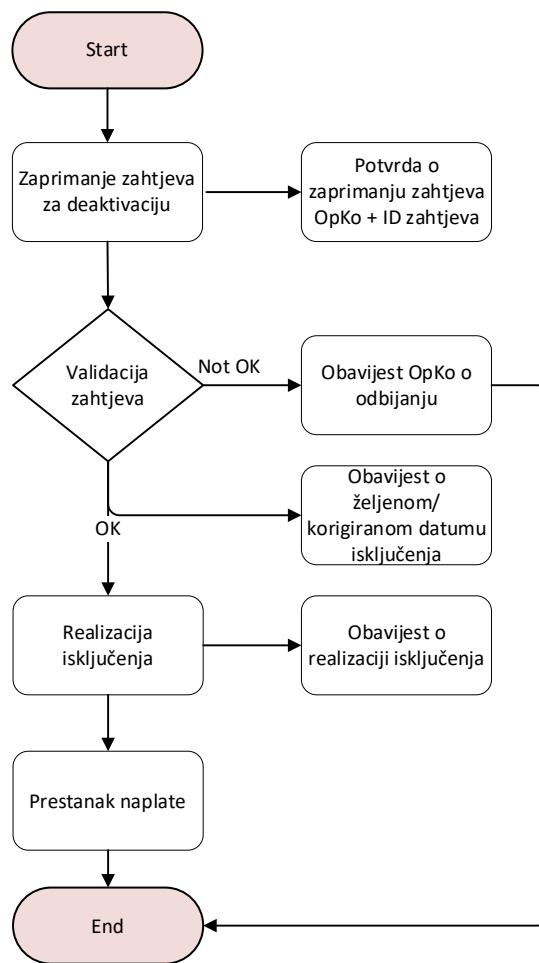 Start
Zaprimanje zahtjeva
za deaktivaciju
Potvrda o
zaprimanju zahtjeva
OpKo + ID zahtjeva
Validacija
zahtjeva
Not OK
Obavijest OpKo o
odbijanju
Obavijest o
željenom/
korigiranom datumu
isključenja
OK
Realizacija
isključenja
Obavijest o
realizaciji isključenja
Prestanak naplate
End